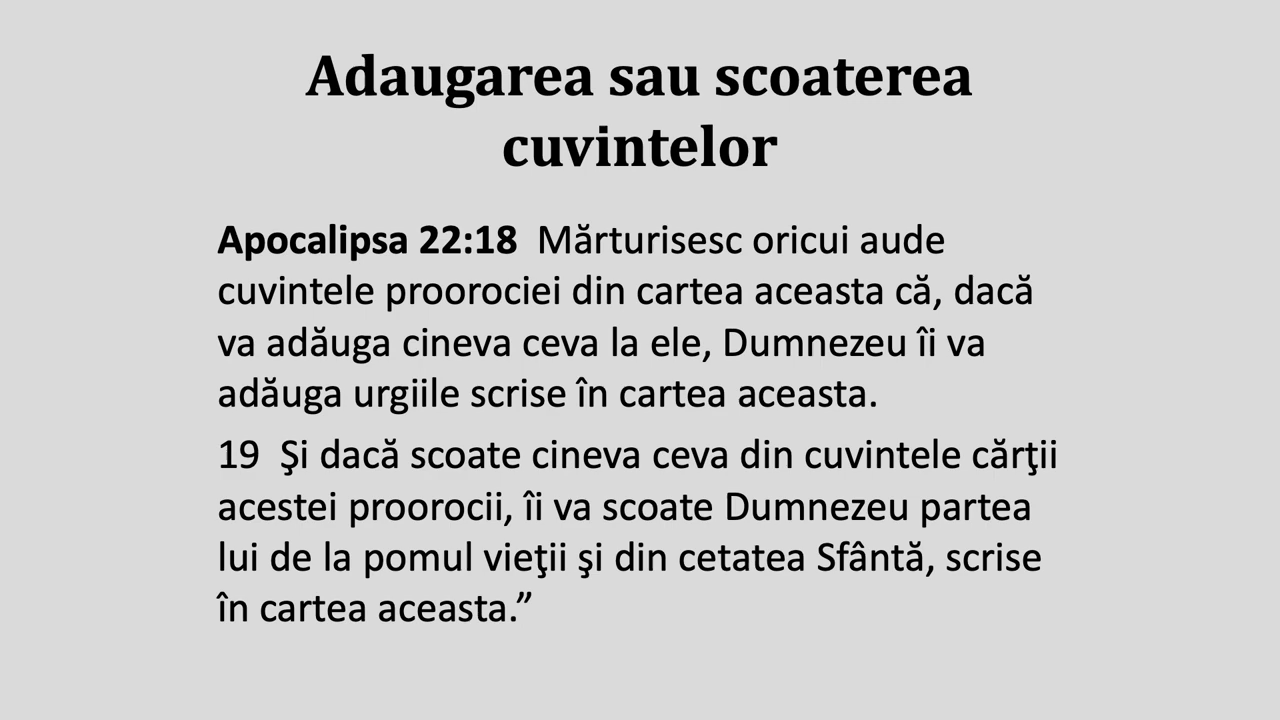 Adaugarea sau scoaterea
cuvintelor
Apocalipsa 22:18 Mărturisesc oricui aude
cuvintele proorociei din cartea aceasta că, dacă
va adăuga cineva ceva la ele, Dumnezeu îi va
adăuga urgiile scrise în cartea aceasta.
19 Şi dacă scoate cineva ceva din cuvintele cărţii
acestei proorocii, îi va scoate Dumnezeu partea
lui de la pomul vieţii şi din cetatea Sfântă, scrise
în cartea aceasta.”